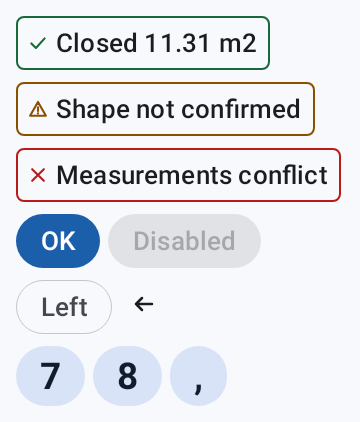 Closed 11.31 m2
Shape not confirmed
Measurements conflict
OK Disabled
Left ←
7 8 ,